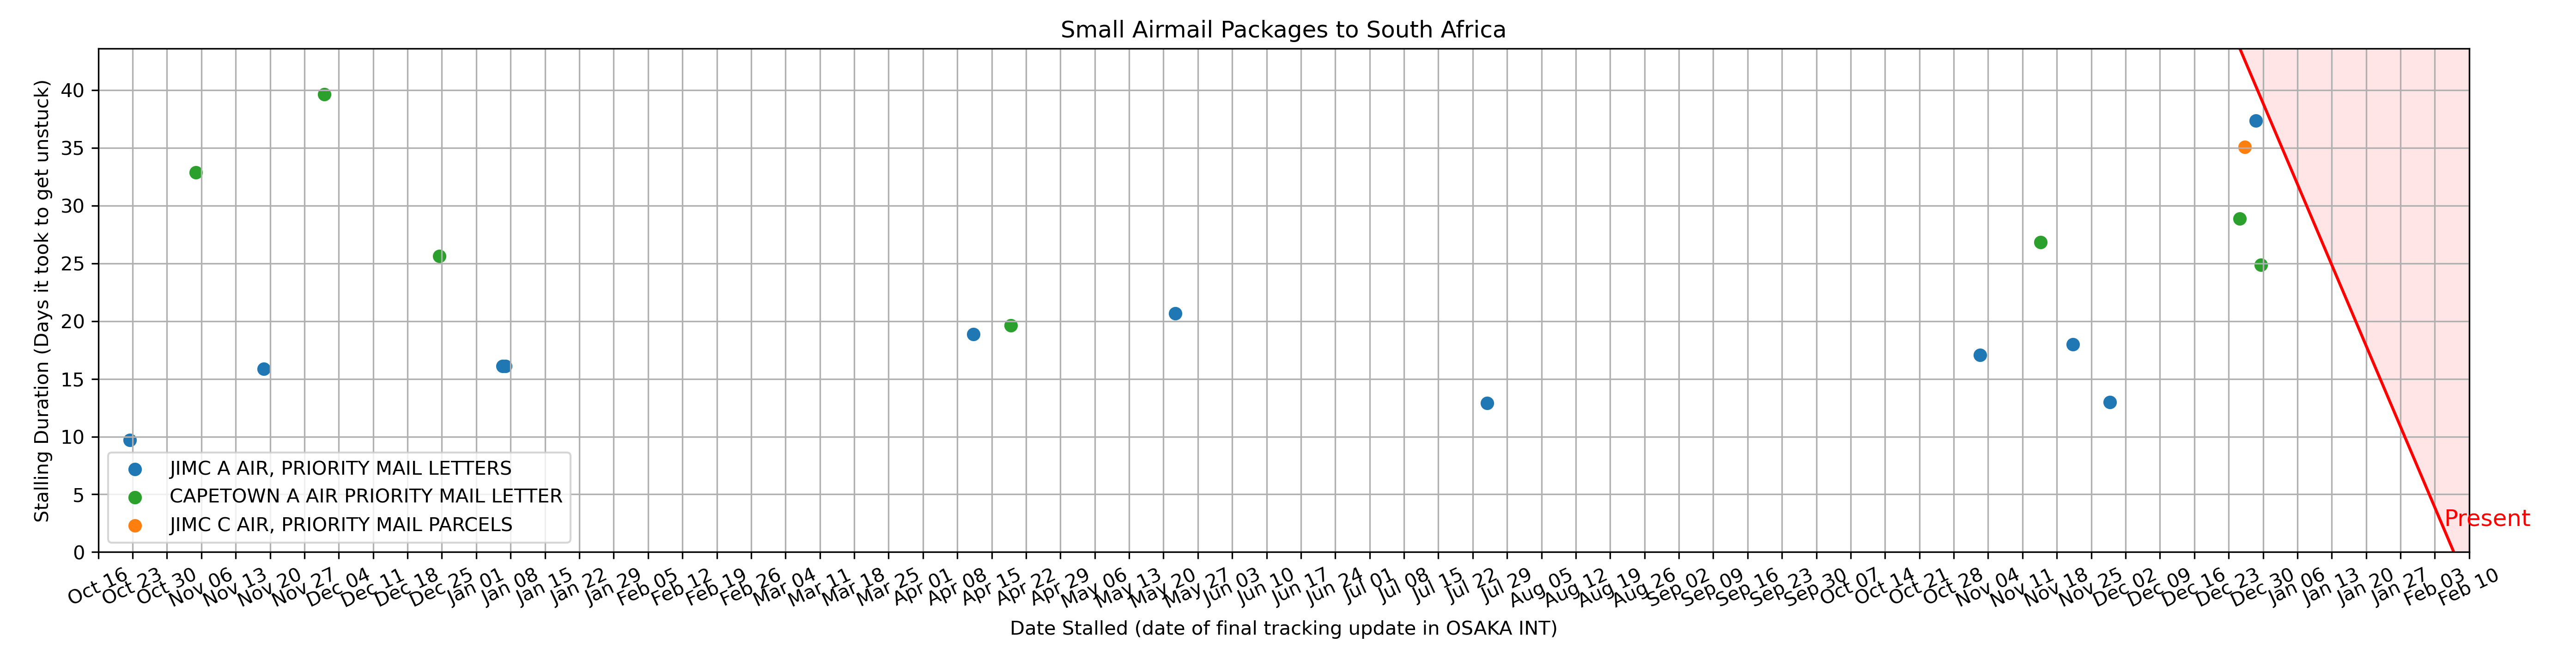 Small Airmail Packages to South Africa
Stalling Duration (Days it took to get unstuck)
40
35
30
25
20
15
10
5
0
JIMC A AIR, PRIORITY MAIL LETTERS
CAPETOWN A AIR PRIORITY MAIL LETTER
JIMC C AIR, PRIORITY MAIL PARCELS
Present
Oct 16
Oct 23
Oct 30
Nov 06
Nov 13
Nov 20
Nov 27
Dec 04
Dec 11
Dec 18
Dec 25
Jan 01
Jan 08
Jan 15
Jan 22
Jan 29
Feb 05
Feb 12
Feb 19
Feb 26
Mar 04
Mar 11
Mar 18
Mar 25
Apr 01
Apr 08
Apr 15
Apr 22
Apr 29
May 06
May 13
May 20
May 27
Jun 03
Jun 10
Jun 17
Jun 24
Jul 01
Jul 08
Jul 15
Jul 22
Jul 29
Aug 05
Aug 12
Aug 19
Aug 26
Sep 02
Sep 09
Sep 16
Sep 23
Sep 30
Oct 07
Oct 14
Oct 21
Oct 28
Nov 04
Nov 11
Nov 18
Nov 25
Dec 02
Dec 09
Dec 16
Dec 23
Dec 30
Jan 06
Jan 13
Jan 20
Jan 27
Feb 03
Feb 10
Date Stalled (date of final tracking update in OSAKA INT)